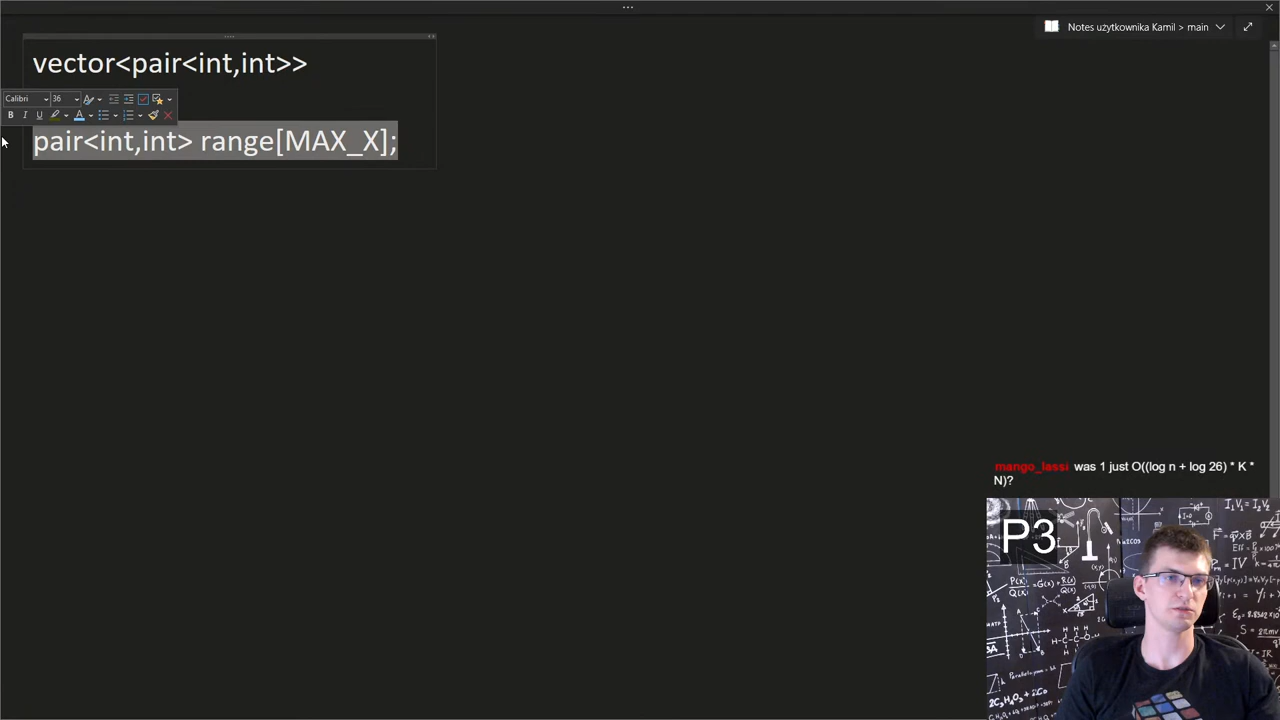 Notes użytkownika Kamil > main
vector<pair<int,int>>
Calibri 36
B I U A
pair<int,int> range[MAX_X];
mango_lassi was 1 just O((log n + log 26) * K *
N)?
P3